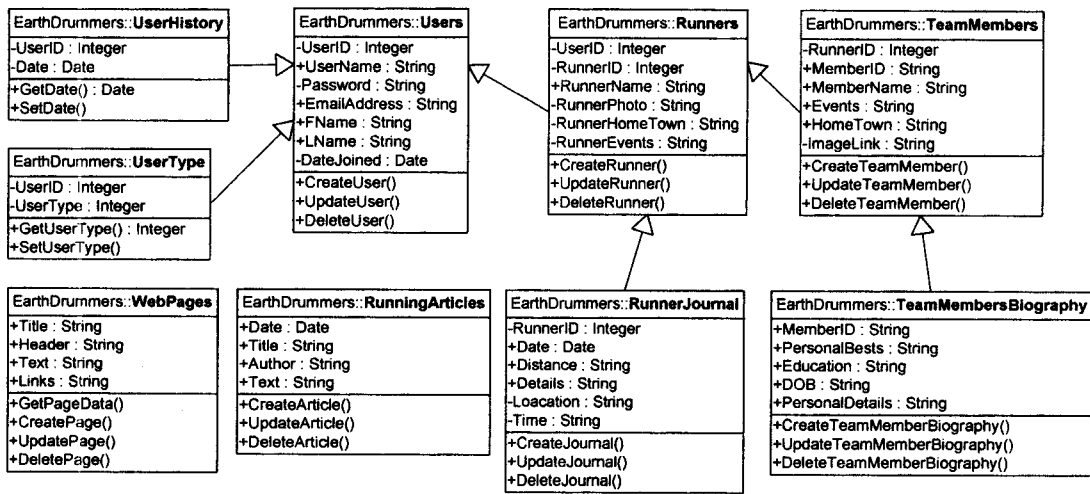 EarthDrummers::UserHistory
-UserID : Integer
-Date : Date
+GetDate() : Date
+SetDate()
EarthDrummers::UserType
-UserID : Integer
-UserType : Integer
+GetUserType() : Integer
+SetUserType()
EarthDrummers::Users
-UserID : Integer
+UserName : String
-Password : String
+EmailAddress : String
+FName : String
+LName : String
-DateJoined : Date
+CreateUser()
+UpdateUser()
+DeleteUser()
EarthDrummers::Runners
-UserID : Integer
-RunnerID : Integer
+RunnerName : String
-RunnerPhoto : String
-RunnerHomeTown : String
-RunnerEvents : String
+CreateRunner()
+UpdateRunner()
+DeleteRunner()
EarthDrummers::TeamMembers
-RunnerID : Integer
+MemberID : String
+MemberName : String
+Events : String
+HomeTown : String
-ImageLink : String
+CreateTeamMember()
+UpdateTeamMember()
+DeleteTeamMember()
EarthDrummers::WebPages
+Title : String
+Header : String
+Text : String
+Links : String
+GetPageData()
+CreatePage()
+UpdatePage()
+DeletePage()
EarthDrummers::RunningArticles
+Date : Date
+Title : String
+Author : String
+Text : String
+CreateArticle()
+UpdateArticle()
+DeleteArticle()
EarthDrummers::RunnerJournal
-RunnerID : Integer
+Date : Date
+Distance : String
+Details : String
-Loacation : String
-Time : String
+CreateJournal()
+UpdateJournal()
+DeleteJournal()
EarthDrummers::TeamMembersBiography
+MemberID : String
+PersonalBests : String
+Education : String
+DOB : String
+PersonalDetails : String
+CreateTeamMemberBiography()
+UpdateTeamMemberBiography()
+DeleteTeamMemberBiography()